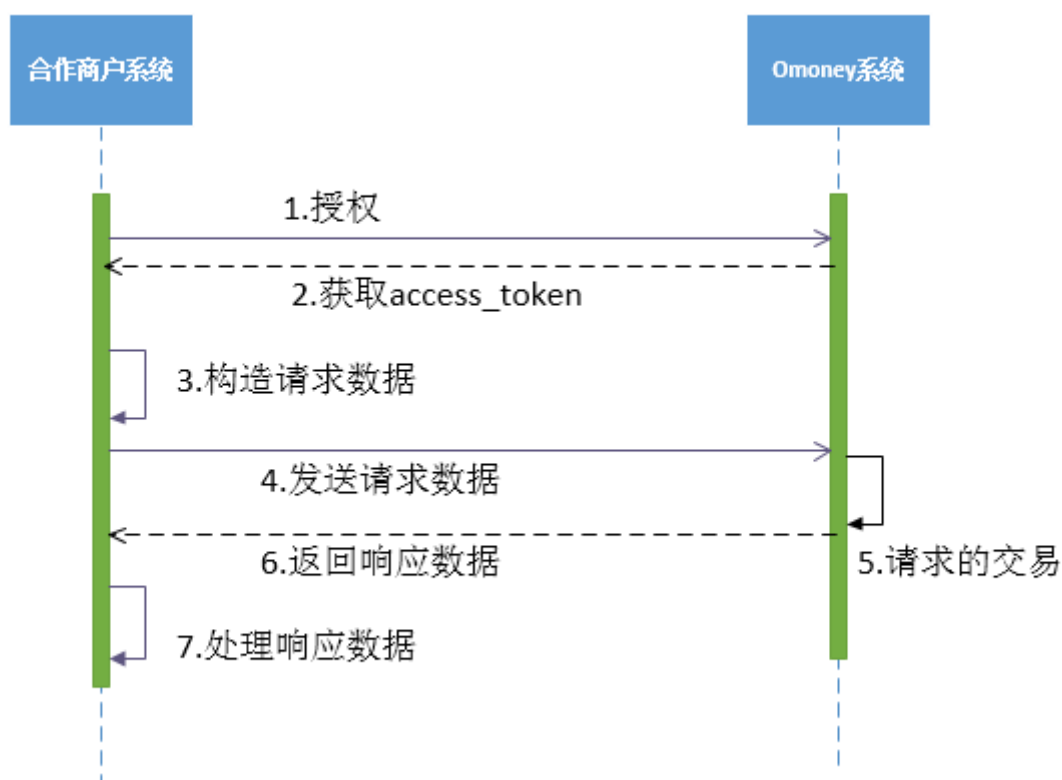 合作商户系统
Omoney系统
1.授权
2.获取access_token
3.构造请求数据
4.发送请求数据
5.请求的交易
6.返回响应数据
7.处理响应数据